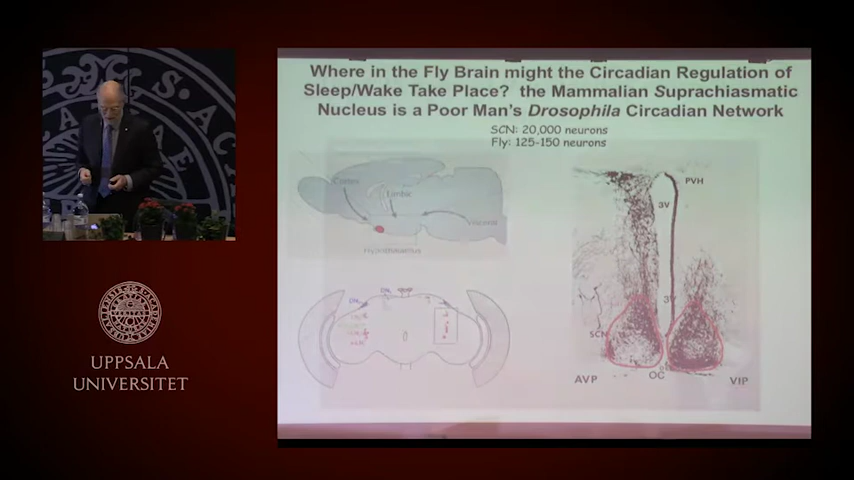 Where in the Fly Brain might the Circadian Regulation of
Sleep/Wake Take Place? the Mammalian Suprachiasmatic
Nucleus is a Poor Man's Drosophila Circadian Network
SCN: 20,000 neurons
Fly: 125-150 neurons
Cortex
Limbic
Hypothalamus
PVH
3V
3V
SCN
OC
AVP
VIP
UPPSALA
UNIVERSITET